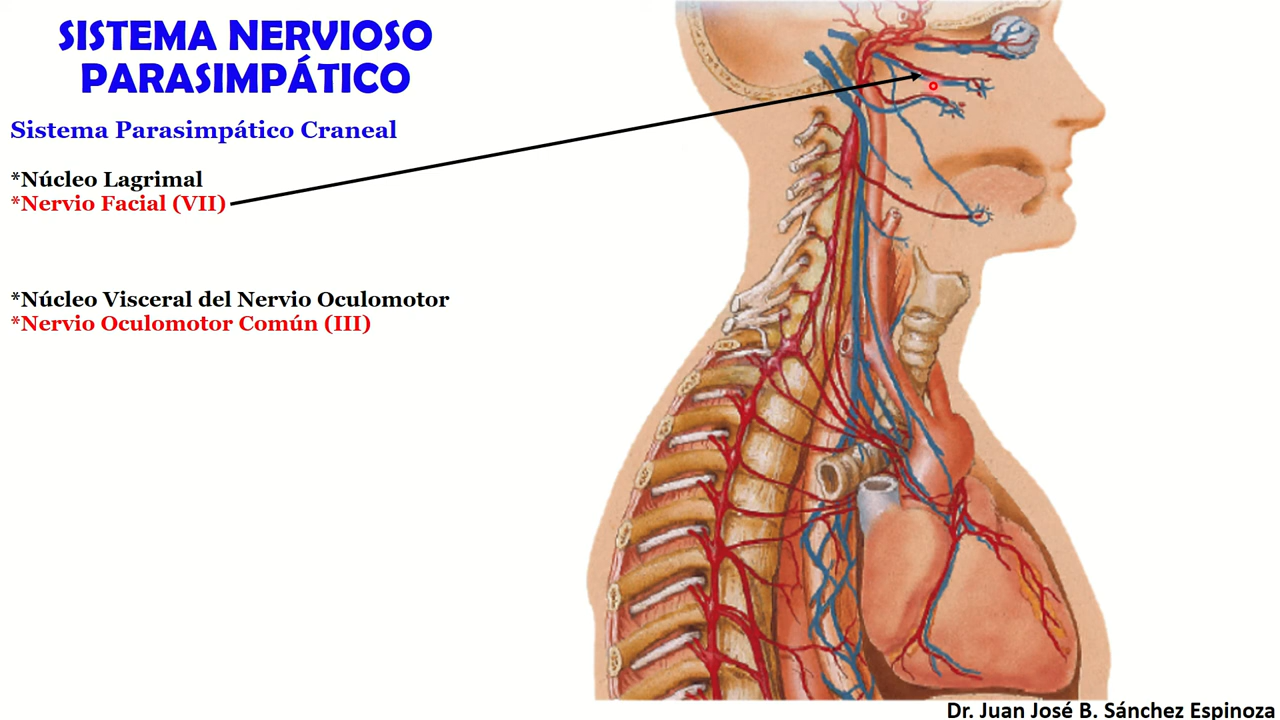 SISTEMA NERVIOSO
PARASIMPÁTICO
Sistema Parasimpático Craneal
*Núcleo Lagrimal
*Nervio Facial (VII)
*Núcleo Visceral del Nervio Oculomotor
*Nervio Oculomotor Común (III)
Dr. Juan José B. Sánchez Espinoza